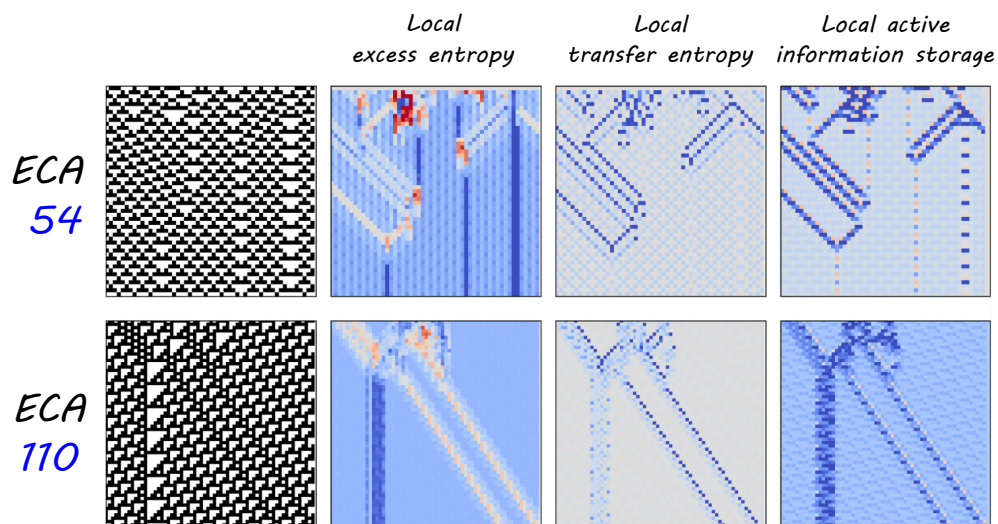 Local
excess entropy
Local
transfer entropy
Local active
information storage
ECA
54
ECA
110